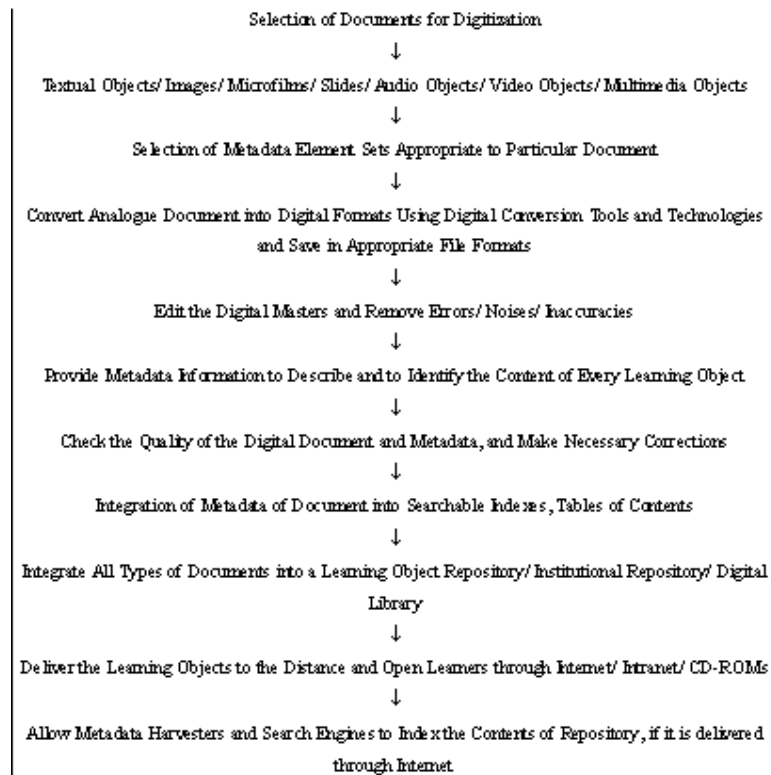 Selection of Documents for Digitization
↓
Textual Objects/ Images/ Microfilms/ Slides/ Audio Objects/ Video Objects/ Multimedia Objects
↓
Selection of Metadata Element Sets Appropriate to Particular Document
↓
Convert Analogue Document into Digital Formats Using Digital Conversion Tools and Technologies
and Save in Appropriate File Formats
↓
Edit the Digital Masters and Remove Errors/ Noises/ Inaccuracies
↓
Provide Metadata Information to Describe and to Identify the Content of Every Learning Object
↓
Check the Quality of the Digital Document and Metadata, and Make Necessary Corrections
↓
Integration of Metadata of Document into Searchable Indexes, Tables of Contents
↓
Integrate All Types of Documents into a Learning Object Repository/ Institutional Repository/ Digital
Library
↓
Deliver the Learning Objects to the Distance and Open Learners through Internet/ Intranet/ CD-ROMs
↓
Allow Metadata Harvesters and Search Engines to Index the Contents of Repository, if it is delivered
through Internet